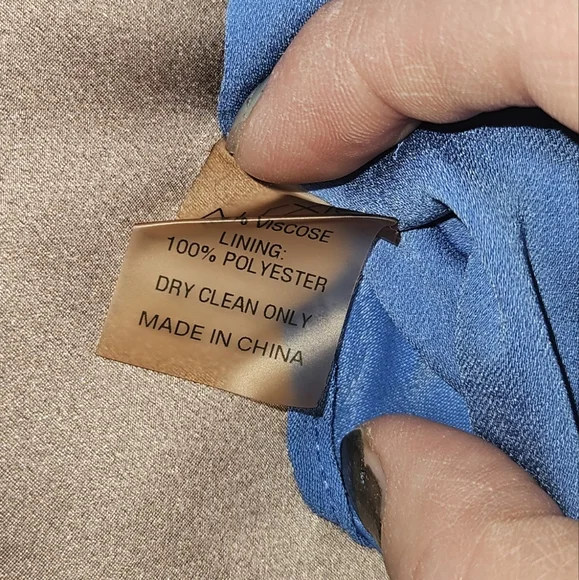 % VISCOSE
LINING:
100% POLYESTER
DRY CLEAN ONLY
MADE IN CHINA